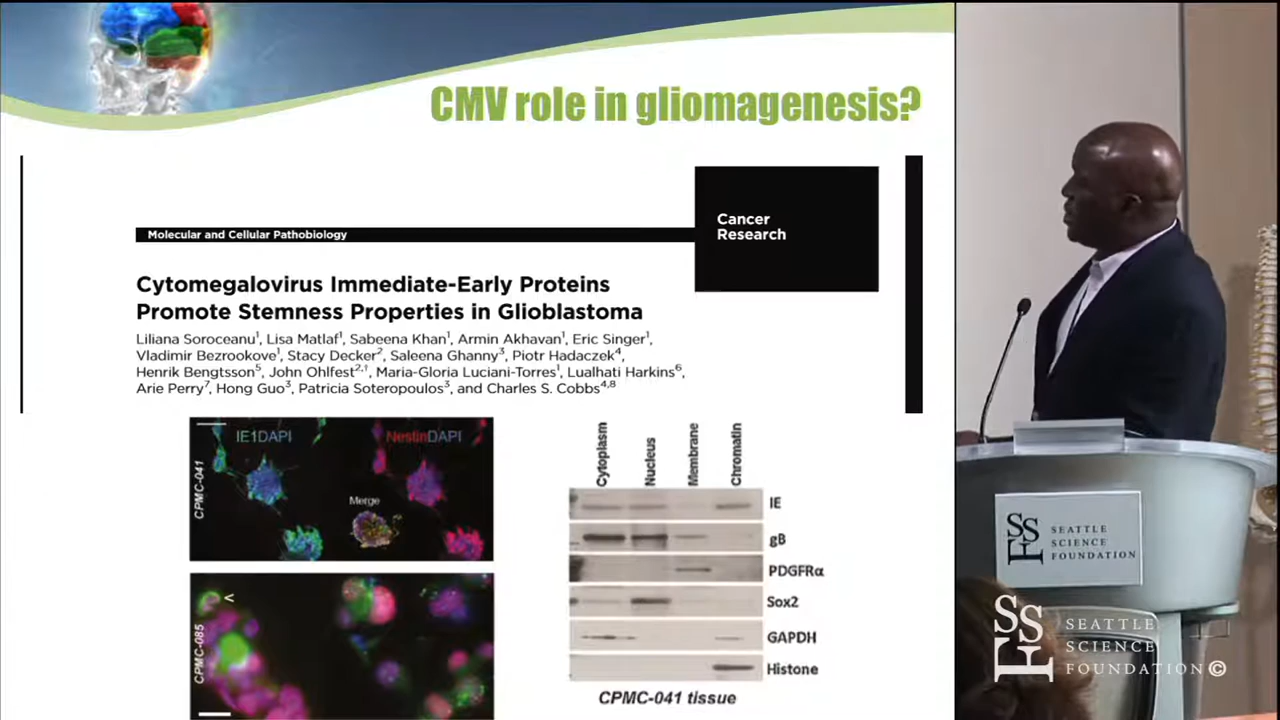 CMV role in gliomagenesis?
Molecular and Cellular Pathobiology
Cancer
Research
Cytomegalovirus Immediate-Early Proteins
Promote Stemness Properties in Glioblastoma
Liliana Soroceanu1, Lisa Matlaf1, Sabeena Khan1, Armin Akhavan1, Eric Singer1,
Vladimir Bezrookove1, Stacy Decker2, Saleena Ghanny3, Piotr Hadaczek4,
Henrik Bengtsson5, John Ohlfest2,†, Maria-Gloria Luciani-Torres1, Lualhati Harkins6,
Arie Perry7, Hong Guo3, Patricia Soteropoulos3, and Charles S. Cobbs4,8
IE1DAPI
NestinDAPI
Merge
CPMC-041
<
CPMC-085
Cytoplasm
Nucleus
Membrane
Chromatin
IE
gB
PDGFRα
Sox2
GAPDH
Histone
CPMC-041 tissue
SSF
SEATTLE
SCIENCE
FOUNDATION
SSF
SEATTLE
SCIENCE
FOUNDATION©